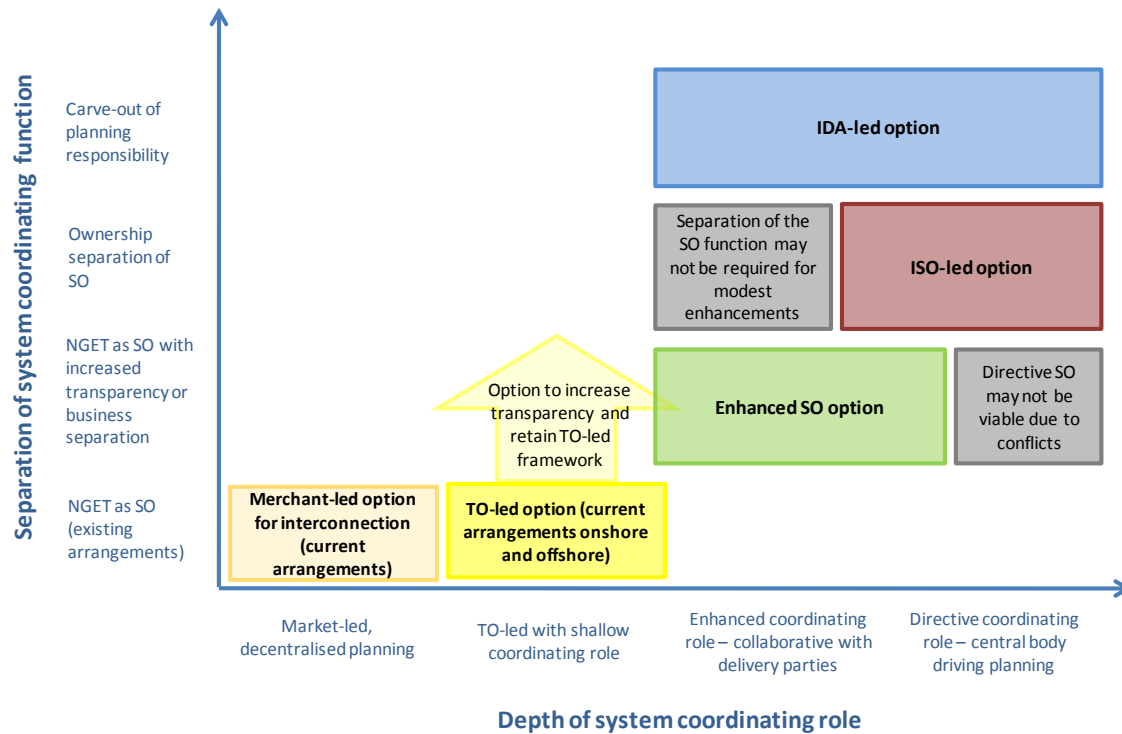 Separation of system coordinating function
Carve-out of
planning
responsibility
IDA-led option
Ownership
separation of
SO
Separation of the
SO function may
not be required for
modest
enhancements
ISO-led option
NGET as SO with
increased
transparency or
business
separation
Option to increase
transparency and
retain TO-led
framework
Enhanced SO option
Directive SO
may not be
viable due to
conflicts
NGET as SO
(existing
arrangements)
Merchant-led option
for interconnection
(current
arrangements)
TO-led option (current
arrangements onshore
and offshore)
Market-led,
decentralised planning
TO-led with shallow
coordinating role
Enhanced coordinating
role – collaborative with
delivery parties
Directive coordinating
role – central body
driving planning
Depth of system coordinating role